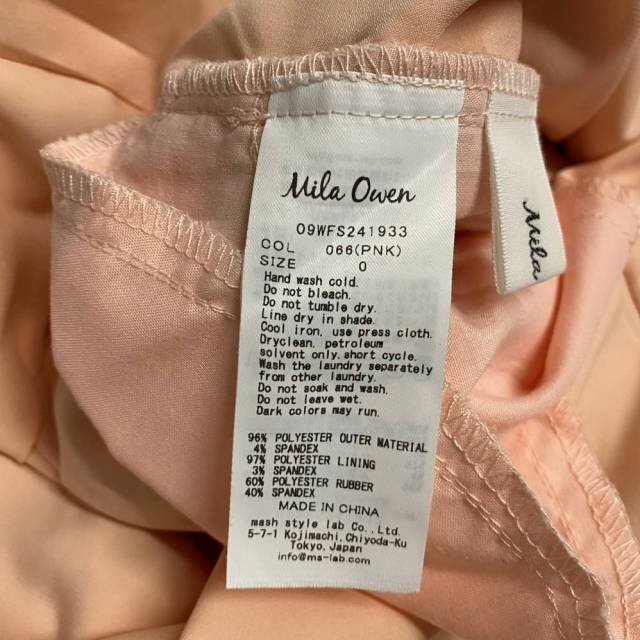 Mila Owen
09WFS241933
COL 066(PNK)
SIZE 0
Hand wash cold.
Do not bleach.
Do not tumble dry.
Line dry in shade.
Cool iron, use press cloth.
Dryclean, petroleum
solvent only.short cycle.
Wash the laundry separately
from other laundry.
Do not soak and wash.
Do not leave wet.
Dark colors may run.
96% POLYESTER OUTER MATERIAL
4% SPANDEX
97% POLYESTER LINING
3% SPANDEX
60% POLYESTER RUBBER
40% SPANDEX
MADE IN CHINA
mash style lab Co.,Ltd.
5-7-1 Kojimachi,Chiyoda-Ku
Tokyo,Japan
info@ms-lab.com
Mila